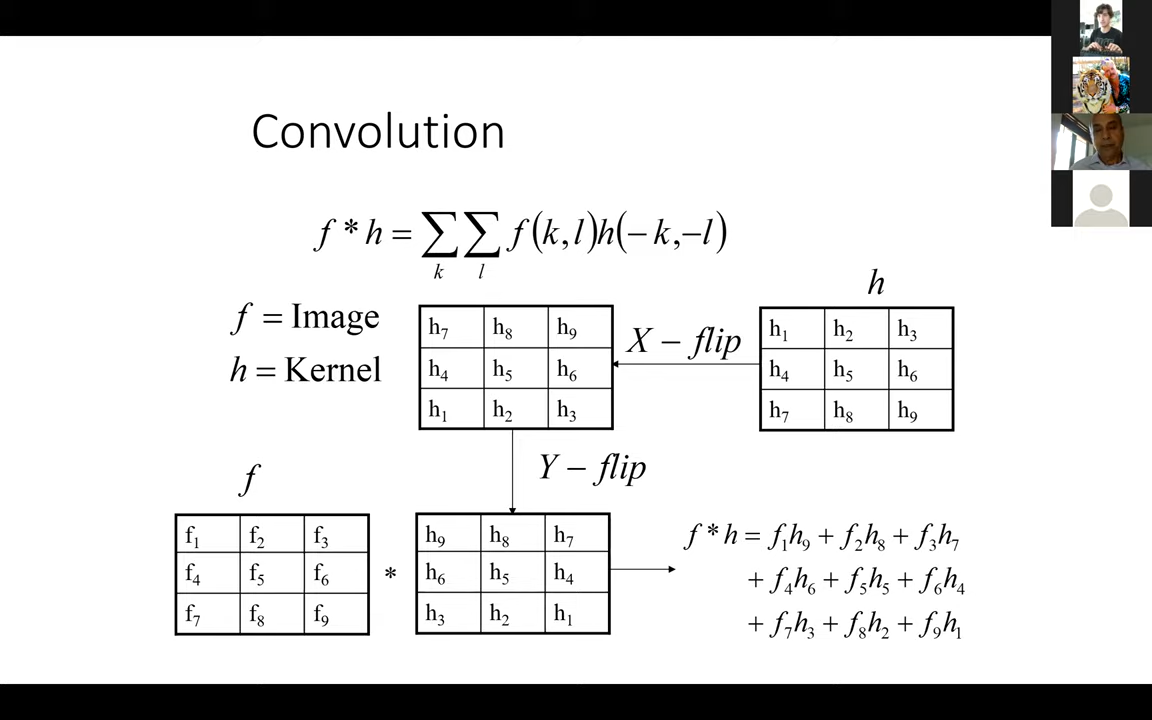 Convolution
f * h = ∑ₖ ∑ₗ f(k,l)h(−k,−l)
h
f = Image
h = Kernel
h₇ h₈ h₉
h₄ h₅ h₆
h₁ h₂ h₃
X − flip
h₁ h₂ h₃
h₄ h₅ h₆
h₇ h₈ h₉
Y − flip
f
f₁ f₂ f₃
f₄ f₅ f₆
f₇ f₈ f₉
*
h₉ h₈ h₇
h₆ h₅ h₄
h₃ h₂ h₁
f * h = f₁h₉ + f₂h₈ + f₃h₇
+ f₄h₆ + f₅h₅ + f₆h₄
+ f₇h₃ + f₈h₂ + f₉h₁